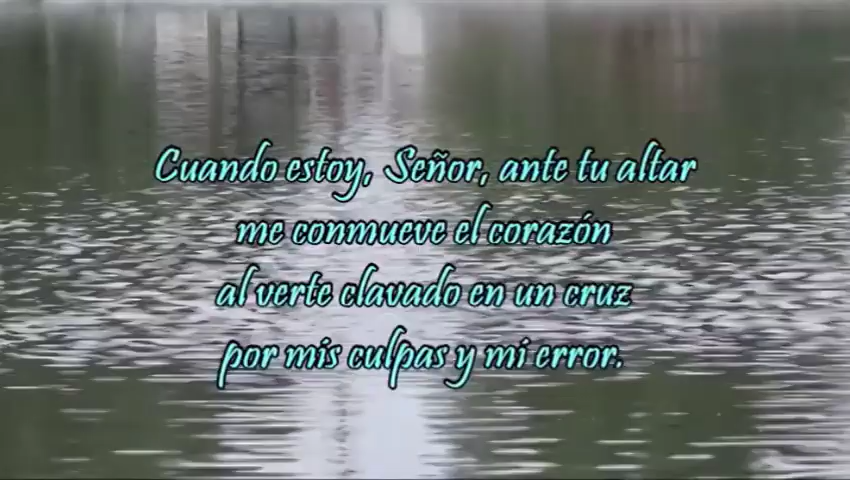 Cuando estoy, Señor, ante tu altar
me conmueve el corazón
al verte clavado en un cruz
por mis culpas y mi error.